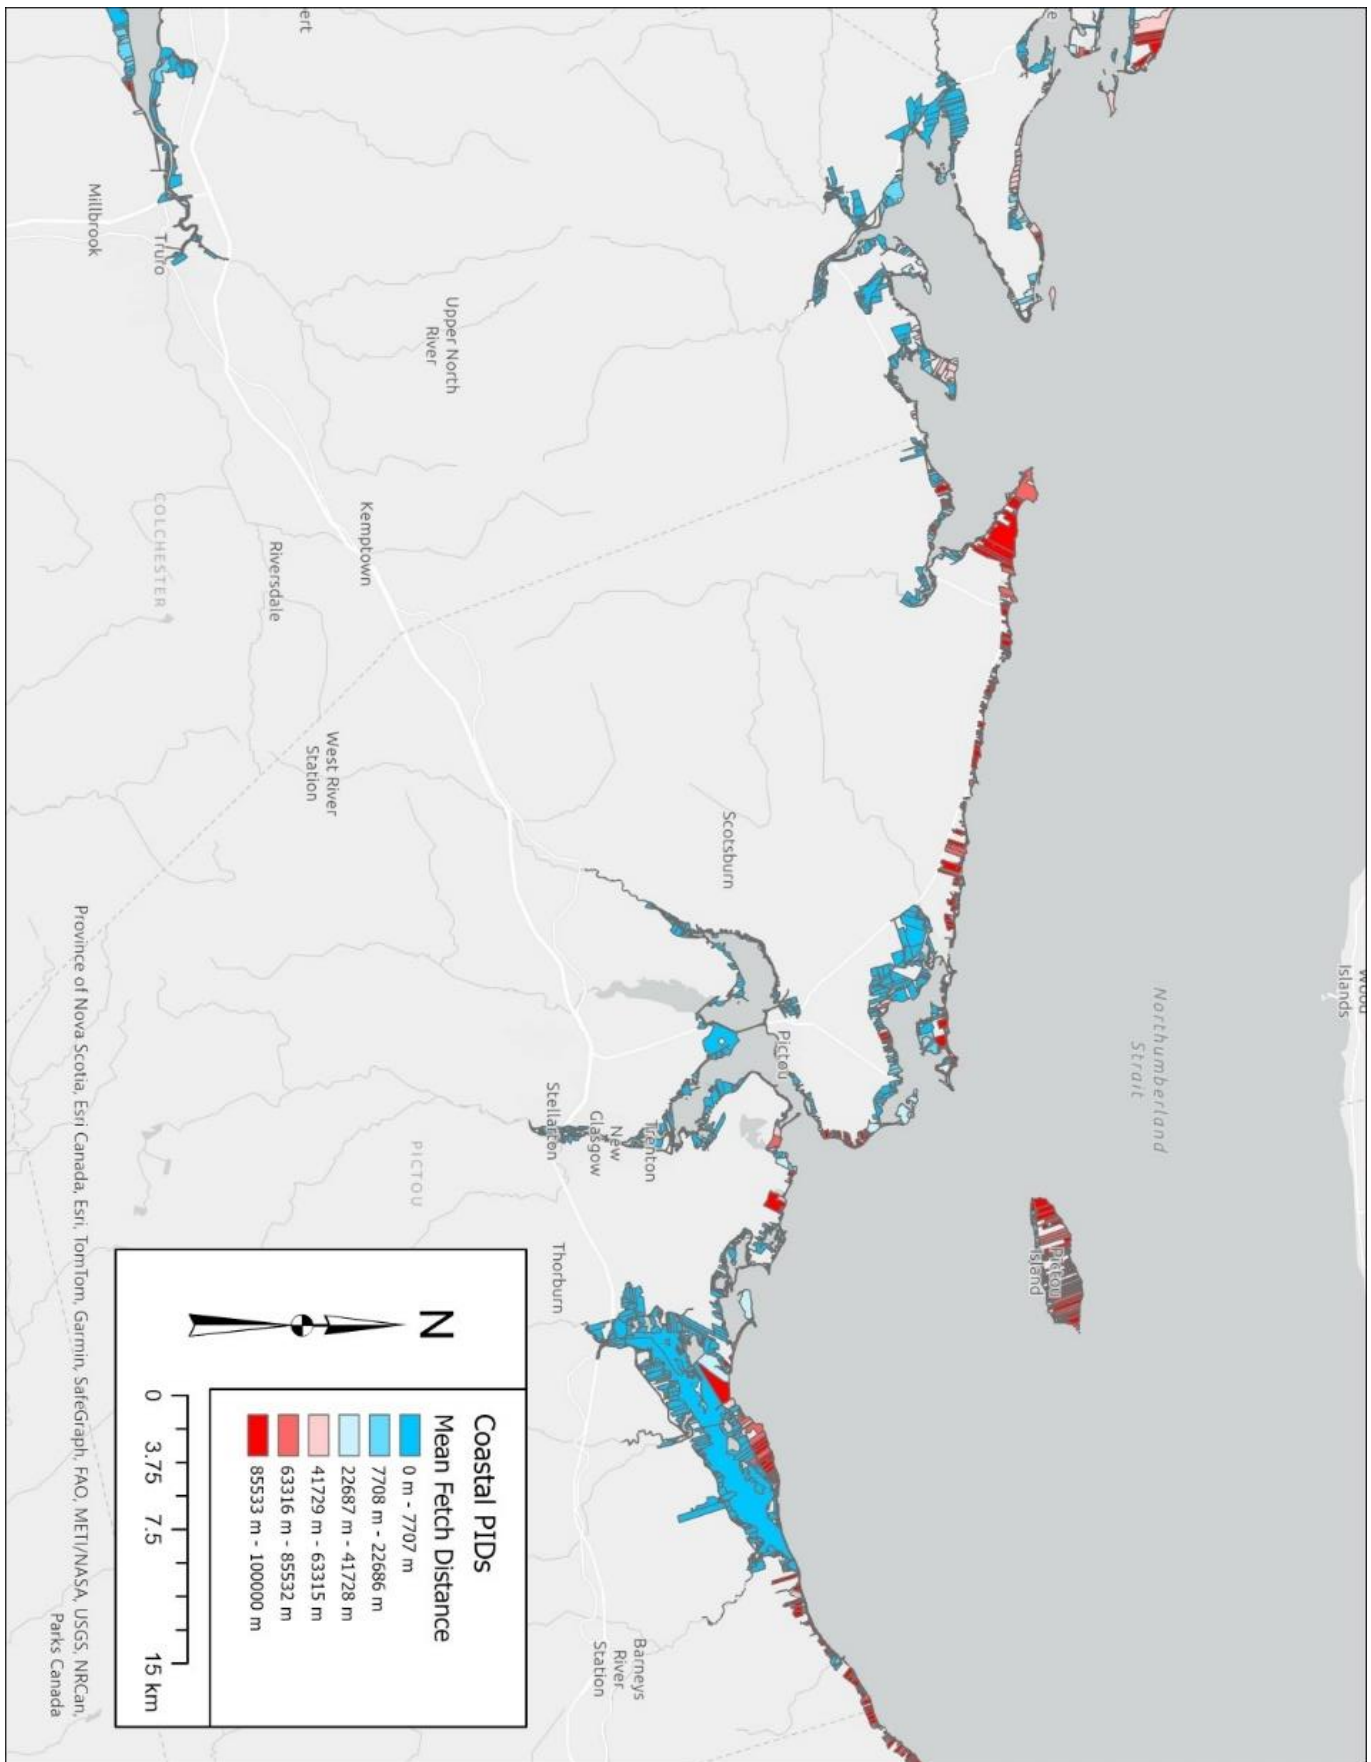 Wood
Islands
Northumberland
Strait
Pictou
Island
Scotsburn
Pictou
Trenton
New
Glasgow
Stellarton
Thorburn
PICTOU
Barneys
River
Station
Upper North
River
Kemptown
Riversdale
West River
Station
COLCHESTER
Truro
Millbrook
ert
e
Coastal PIDs
Mean Fetch Distance
0 m - 7707 m
7708 m - 22686 m
22687 m - 41728 m
41729 m - 63315 m
63316 m - 85532 m
85533 m - 100000 m
N
0 3.75 7.5 15 km
Province of Nova Scotia, Esri Canada, Esri, TomTom, Garmin, SafeGraph, FAO, METI/NASA, USGS, NRCan,
Parks Canada